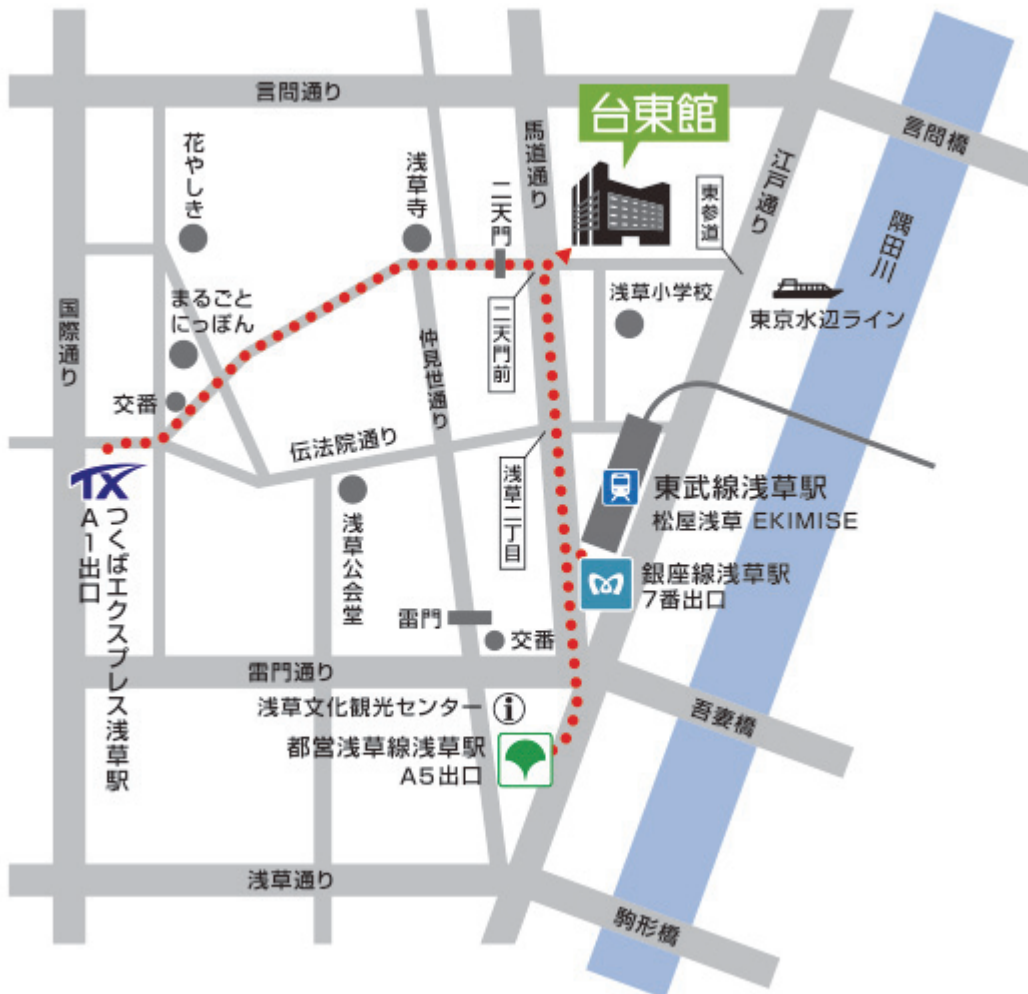 言問通り
台東館
言問橋
花やしき
浅草寺
二天門
馬道通り
江戸通り
東参道
隅田川
国際通り
まるごと
にっぽん
仲見世通り
二天門前
浅草小学校
東京水辺ライン
交番
伝法院通り
浅草二丁目
TX
つくばエクスプレス浅草駅
A1出口
浅草公会堂
東武線浅草駅
松屋浅草 EKIMISE
銀座線浅草駅
7番出口
雷門
交番
雷門通り
吾妻橋
浅草文化観光センター
i
都営浅草線浅草駅
A5出口
浅草通り
駒形橋